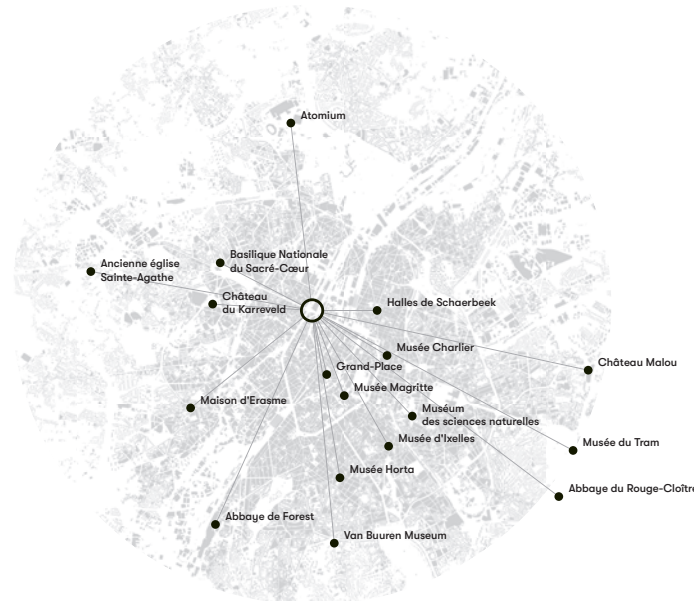 Atomium
Basilique Nationale
du Sacré-Cœur
Ancienne église
Sainte-Agathe
Château
du Karreveld
Halles de Schaerbeek
Musée Charlier
Château Malou
Grand-Place
Musée Magritte
Maison d'Erasme
Muséum
des sciences naturelles
Musée d'Ixelles
Musée du Tram
Musée Horta
Abbaye du Rouge-Cloître
Abbaye de Forest
Van Buuren Museum